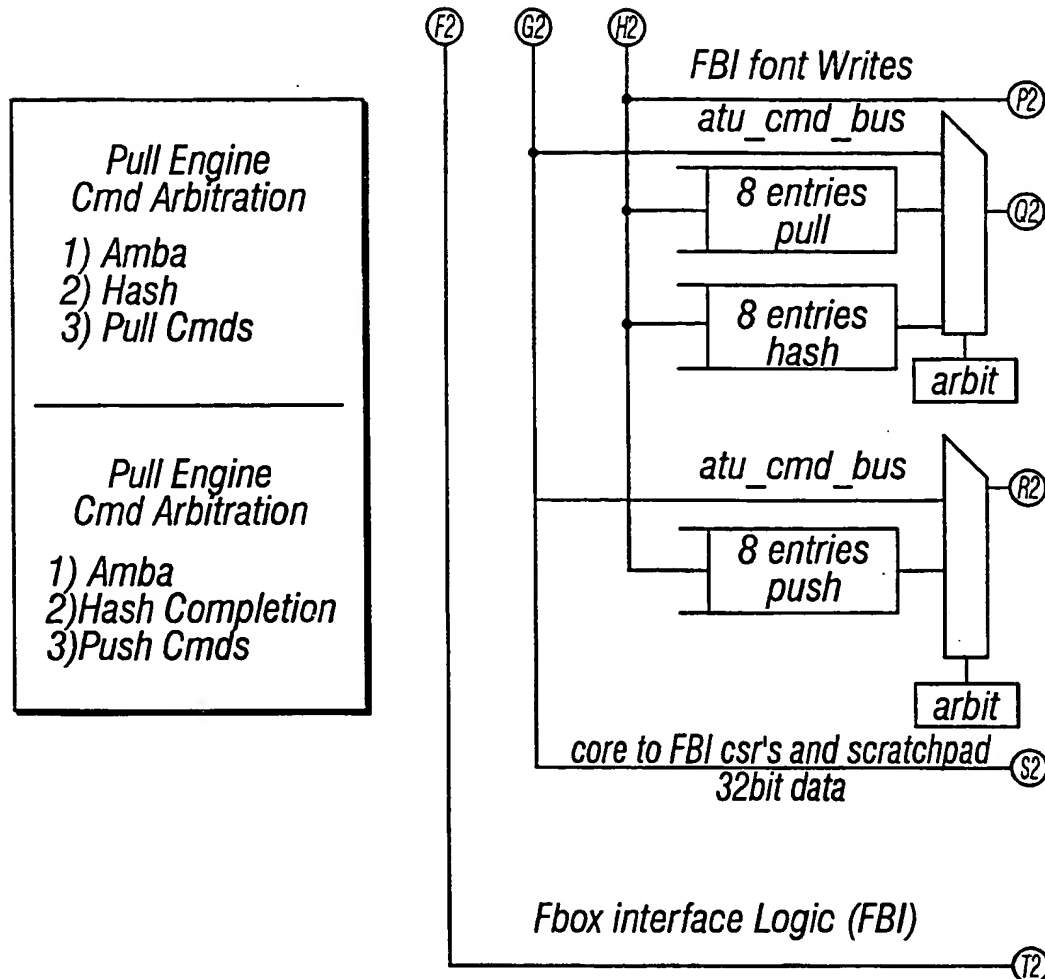 F2
G2
H2
FBI font Writes
P2
atu_cmd_bus
Pull Engine
Cmd Arbitration
1) Amba
2) Hash
3) Pull Cmds
8 entries
pull
Q2
8 entries
hash
arbit
Pull Engine
Cmd Arbitration
1) Amba
2)Hash Completion
3)Push Cmds
atu_cmd_bus
R2
8 entries
push
arbit
core to FBI csr's and scratchpad
32bit data
S2
Fbox interface Logic (FBI)
T2